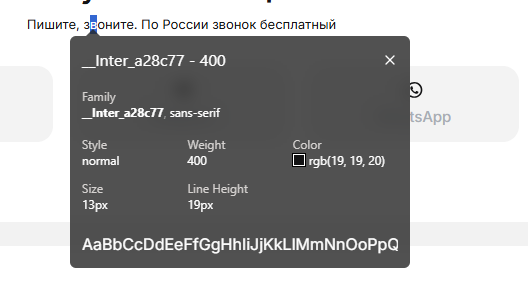 Пишите, звоните. По России звонок бесплатный
__Inter_a28c77 - 400
Family
__Inter_a28c77, sans-serif
Style
Weight
Color
normal
400
rgb(19, 19, 20)
Size
Line Height
13px
19px
AaBbCcDdEeFfGgHhIiJjKkLlMmNnOoPpQ
tsApp